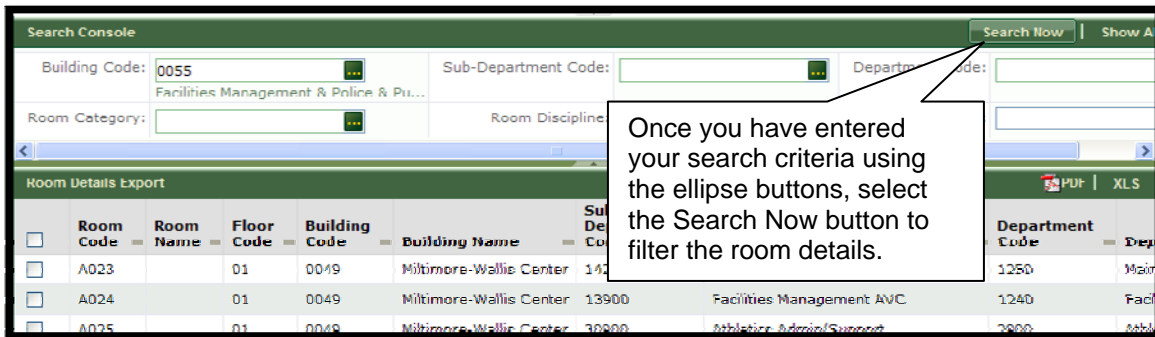 Search Console Search Now | Show Al
Building Code: 0055 ... Sub-Department Code: ... Department Code:
Facilities Management & Police & Pu...
Room Category: ... Room Discipline:
Once you have entered
your search criteria using
the ellipse buttons, select
the Search Now button to
filter the room details.
Room Details Export PDF | XLS
Room Code Room Name Floor Code Building Code Building Name Department Code
A023 01 0049 Miltimore-Wallis Center 1250
A024 01 0049 Miltimore-Wallis Center 13900 Facilities Management AVC 1240
A025 01 0049 Miltimore-Wallis Center 30900 Athletics Admin/Support